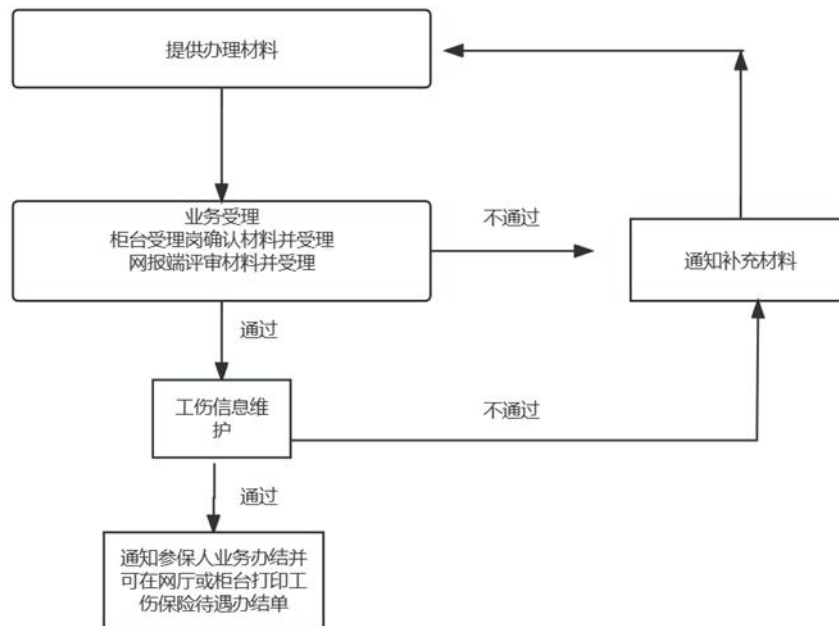 提供办理材料
业务受理
柜台受理岗确认材料并受理
网报端评审材料并受理
不通过
通知补充材料
通过
工伤信息维
护
不通过
通过
通知参保人业务办结并
可在网厅或柜台打印工
伤保险待遇办结单